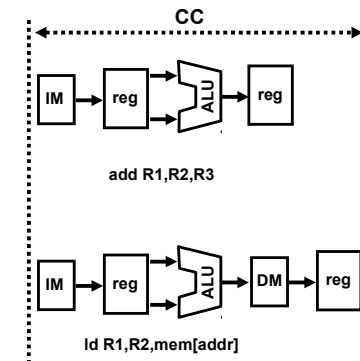 CC
IM reg ALU reg
add R1,R2,R3
IM reg ALU DM reg
ld R1,R2,mem[addr]